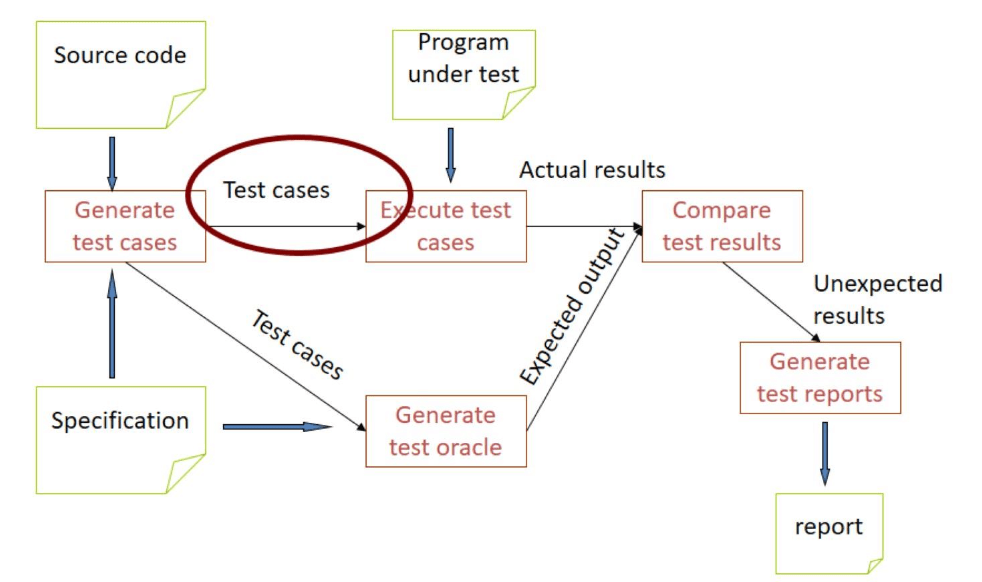 Source code
Program
under test
Test cases
Actual results
Generate
test cases
Execute test
cases
Compare
test results
Expected output
Unexpected
results
Test cases
Generate
test reports
Specification
Generate
test oracle
report